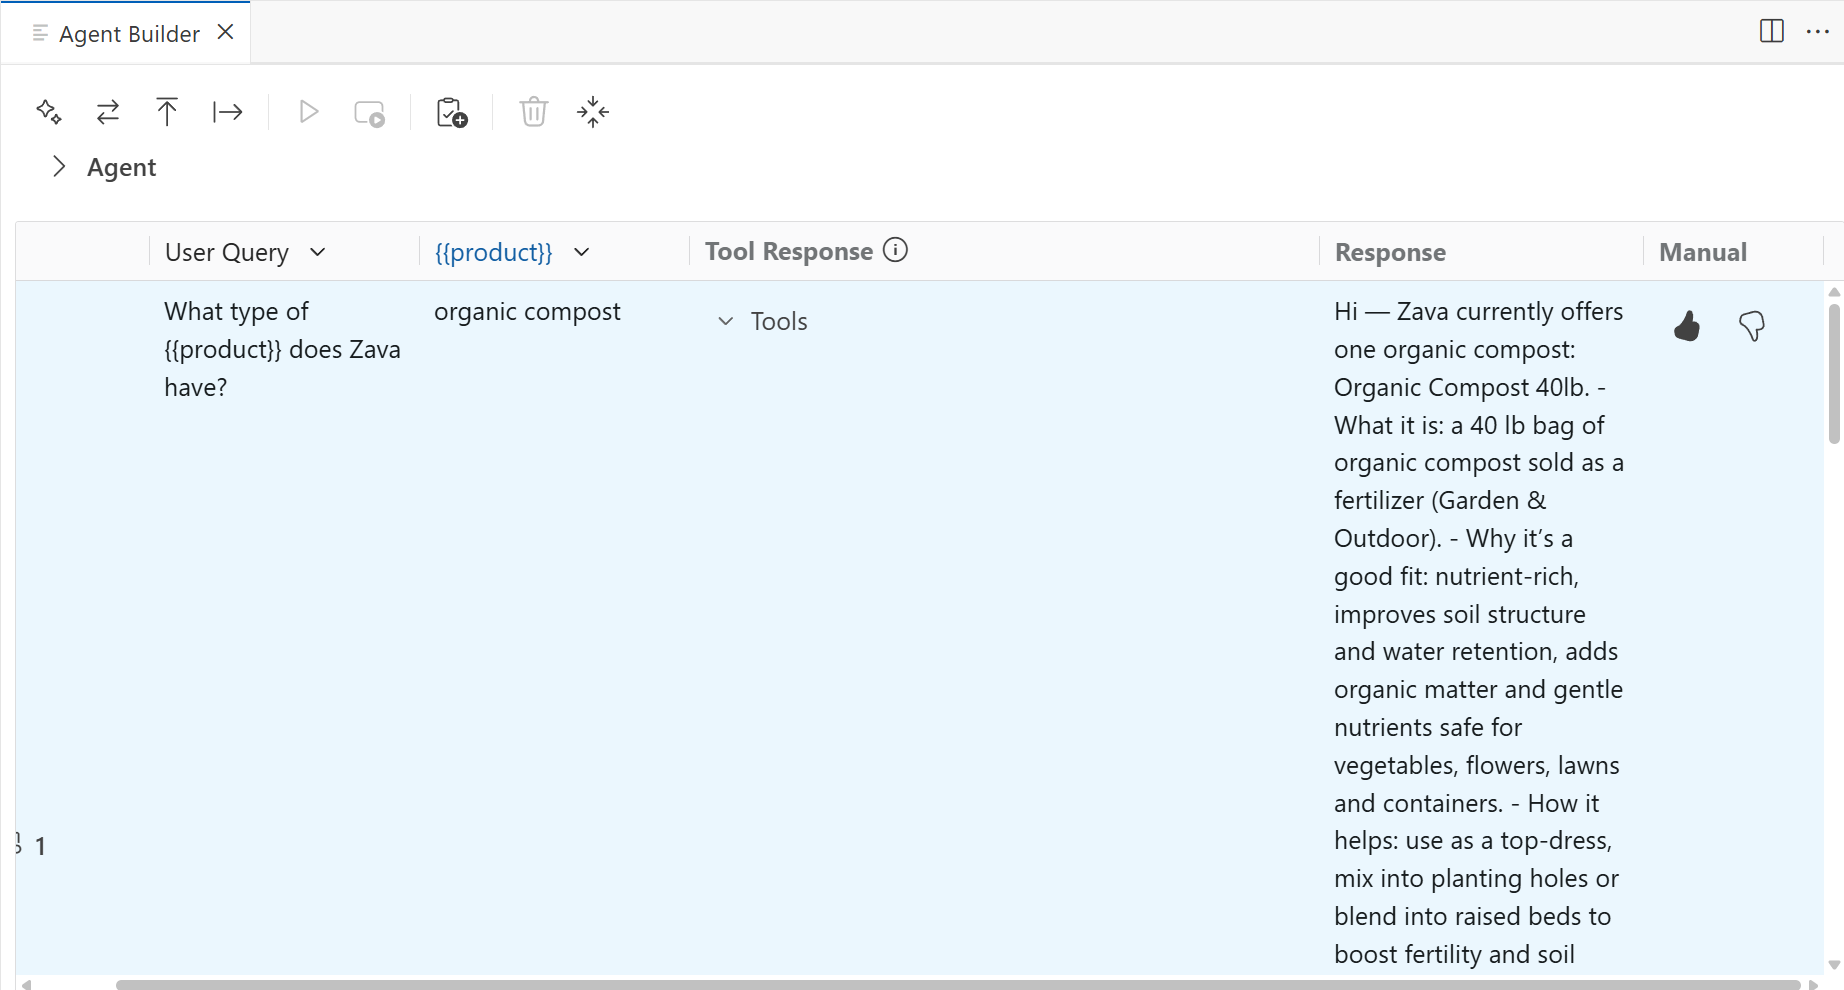 Agent Builder
Agent
User Query
{{product}}
Tool Response
Response
Manual
1
What type of
{{product}} does Zava
have?
organic compost
Tools
Hi — Zava currently offers
one organic compost:
Organic Compost 40lb. -
What it is: a 40 lb bag of
organic compost sold as a
fertilizer (Garden &
Outdoor). - Why it’s a
good fit: nutrient-rich,
improves soil structure
and water retention, adds
organic matter and gentle
nutrients safe for
vegetables, flowers, lawns
and containers. - How it
helps: use as a top-dress,
mix into planting holes or
blend into raised beds to
boost fertility and soil